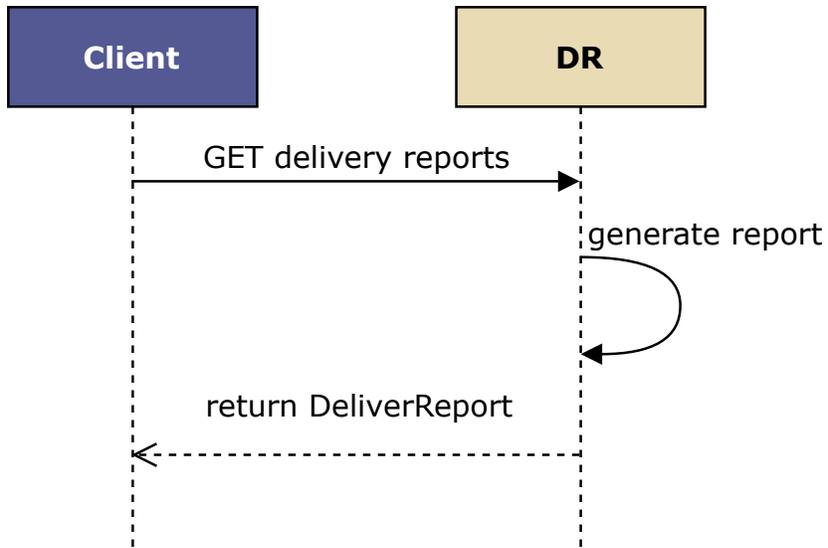 Client
DR
GET delivery reports
generate report
return DeliverReport